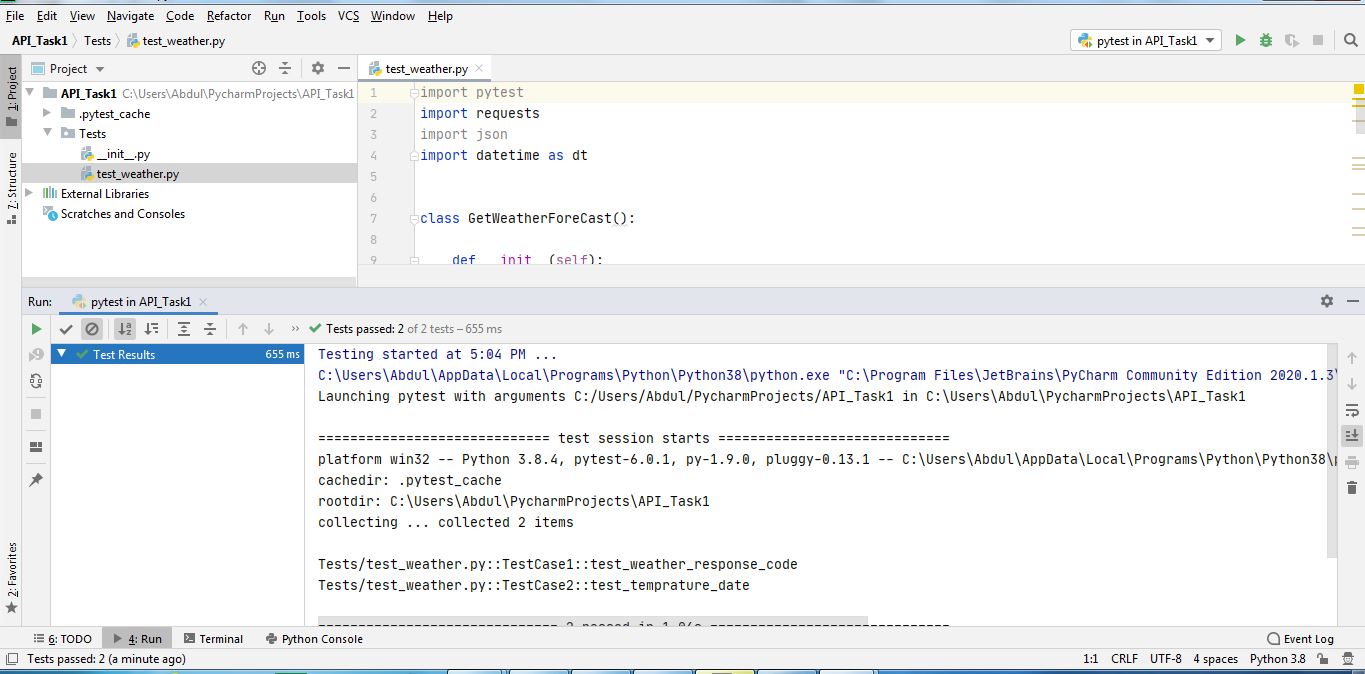 File Edit View Navigate Code Refactor Run Tools VCS Window Help
API_Task1 Tests test_weather.py
pytest in API_Task1
1: Project
Project
API_Task1 C:\Users\Abdul\PycharmProjects\API_Task1
.pytest_cache
Tests
__init__.py
test_weather.py
External Libraries
Scratches and Consoles
7: Structure
test_weather.py
1 import pytest
2 import requests
3 import json
4 import datetime as dt
5
6
7 class GetWeatherForeCast():
8
9 def __init__(self):
Run: pytest in API_Task1
Tests passed: 2 of 2 tests – 655 ms
Test Results 655 ms
Testing started at 5:04 PM ...
C:\Users\Abdul\AppData\Local\Programs\Python\Python38\python.exe "C:\Program Files\JetBrains\PyCharm Community Edition 2020.1.3\
Launching pytest with arguments C:/Users/Abdul/PycharmProjects/API_Task1 in C:\Users\Abdul\PycharmProjects\API_Task1
============================= test session starts =============================
platform win32 -- Python 3.8.4, pytest-6.0.1, py-1.9.0, pluggy-0.13.1 -- C:\Users\Abdul\AppData\Local\Programs\Python\Python38\p
cachedir: .pytest_cache
rootdir: C:\Users\Abdul\PycharmProjects\API_Task1
collecting ... collected 2 items
Tests/test_weather.py::TestCase1::test_weather_response_code
Tests/test_weather.py::TestCase2::test_temprature_date
============================== 2 passed in 1.04s ==============================
2: Favorites
6: TODO 4: Run Terminal Python Console
Event Log
Tests passed: 2 (a minute ago)
1:1 CRLF UTF-8 4 spaces Python 3.8